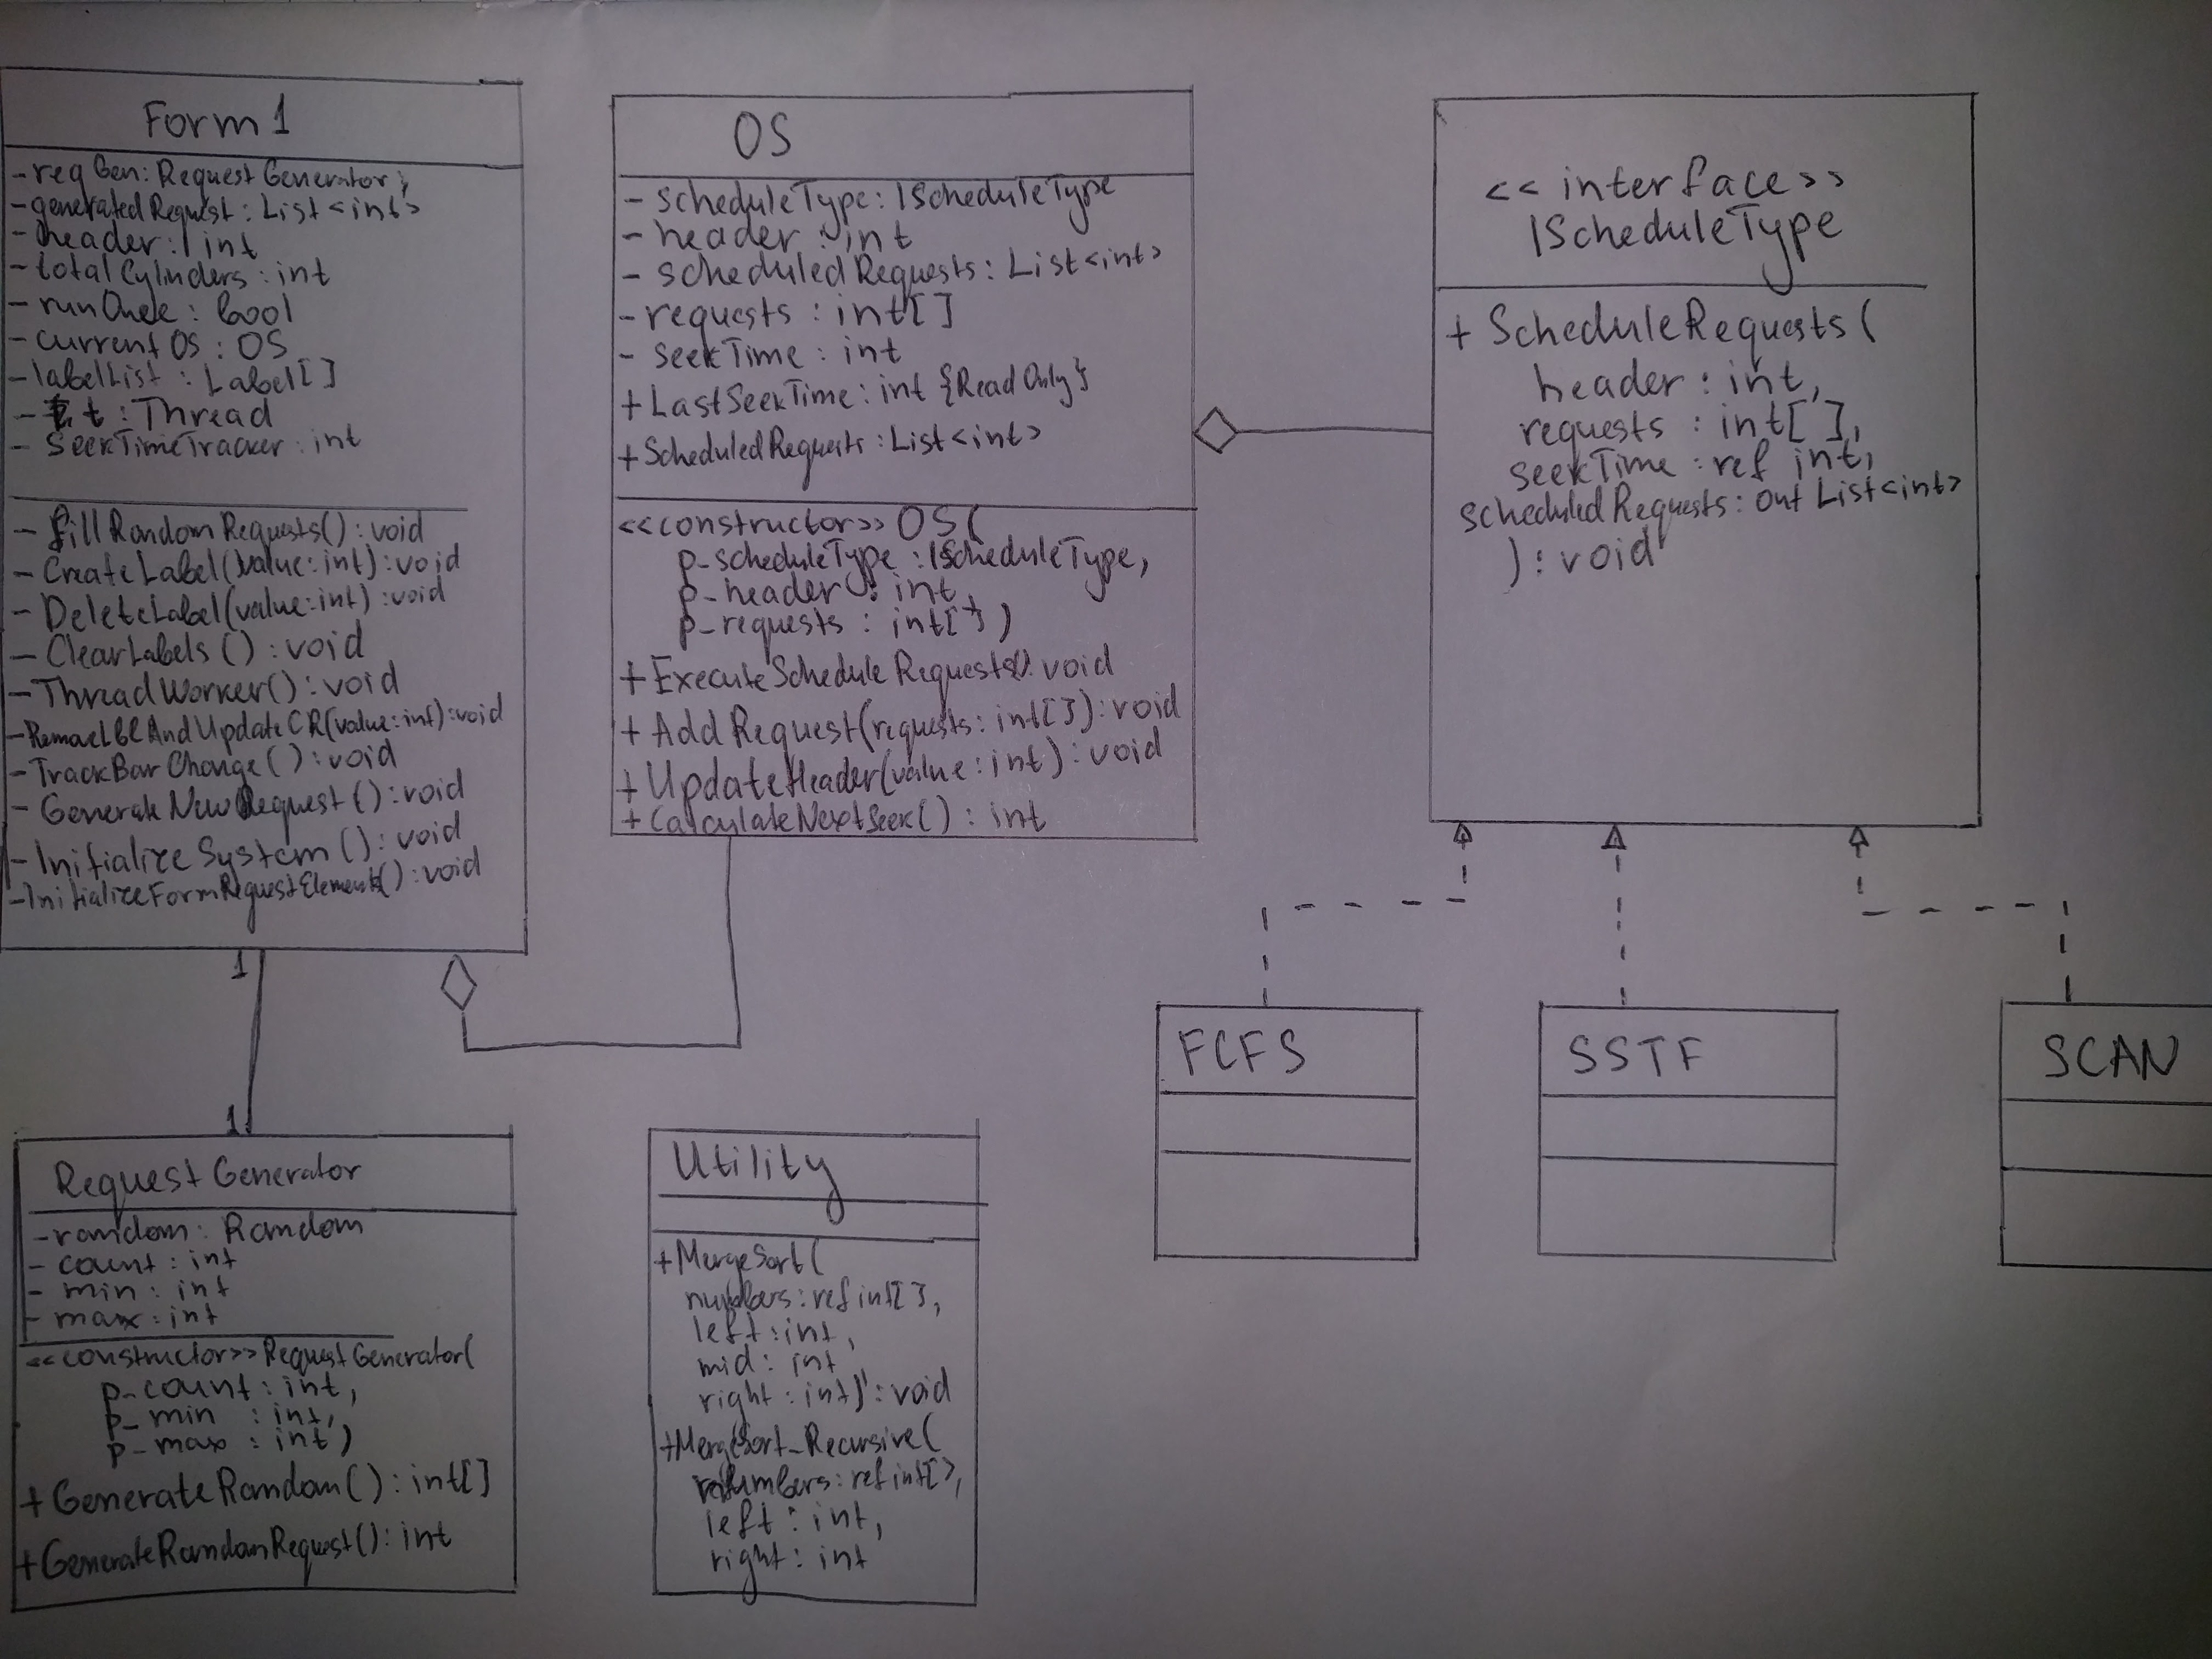 Form1
-reqGen: RequestGenerator;
-generatedRequest: List<int>
-header: int
-totalCylinders: int
-runOnce: bool
-currentOS: OS
-labelList: Label[]
- t: Thread
- SeekTimeTracker: int
- fillRandomRequests(): void
- CreateLabel(value: int): void
- DeleteLabel(value: int): void
- ClearLabels(): void
- ThreadWorker(): void
-RemoveLblAndUpdateCR(value: int): void
-TrackBarChange(): void
- GenerateNewRequest(): void
- InitializeSystem(): void
-InitializeFormRequestElements(): void
OS
- scheduleType: IScheduleType
- header: int
- scheduledRequests: List<int>
- requests: int[]
- seekTime: int
+ LastSeekTime: int {Read Only}
+ ScheduledRequests: List<int>
<<constructor>> OS(
p_scheduleType: IScheduleType,
p_header: int,
p_requests: int[])
+ ExecuteScheduleRequests(): void
+ AddRequest(requests: int[]): void
+ UpdateHeader(value: int): void
+ CalculateNextSeek(): int
<<interface>>
IScheduleType
+ ScheduleRequests(
header: int,
requests: int[],
seekTime: ref int,
scheduledRequests: out List<int>
): void
1
1
Request Generator
-random: Random
- count: int
- min: int
- max: int
<<constructor>> RequestGenerator(
p_count: int,
p_min: int,
p_max: int)
+GenerateRandom(): int[]
+GenerateRandomRequest(): int
Utility
+MergeSort(
numbers: ref int[],
left: int,
mid: int
right: int): void
+MergeSort_Recursive(
numbers: ref int[],
left: int,
right: int
FCFS
SSTF
SCAN